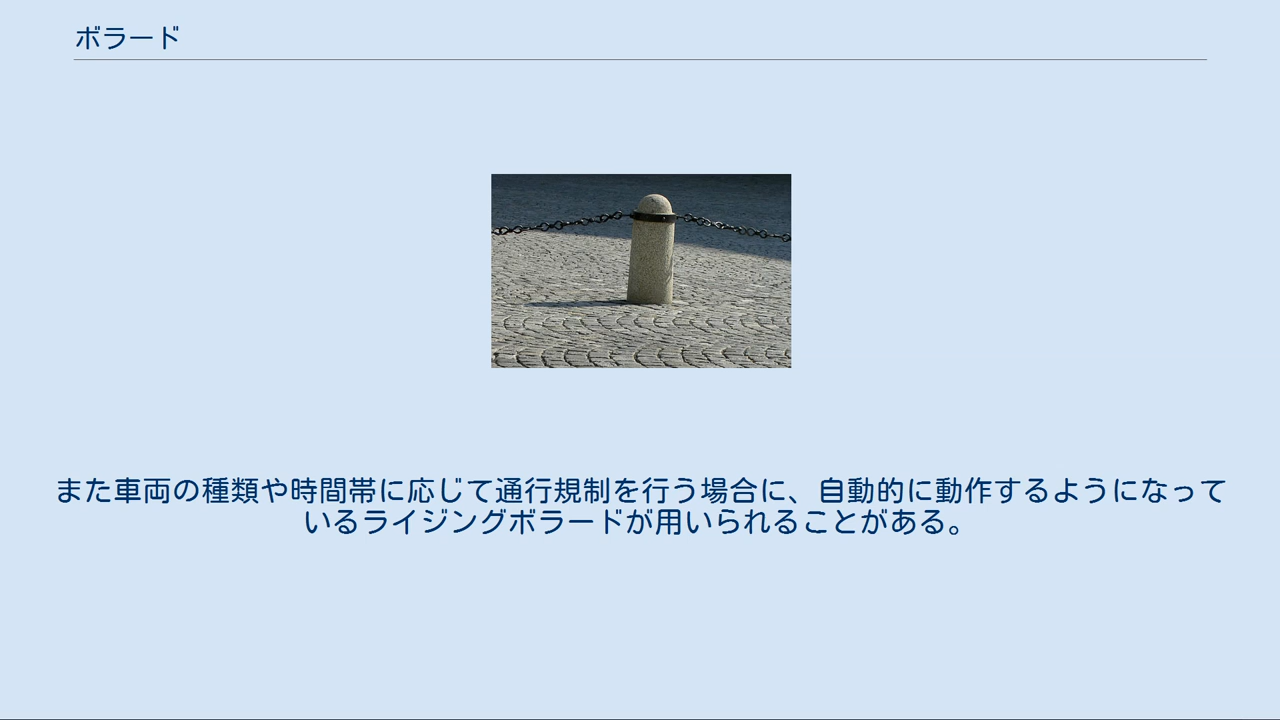 ボラード
また車両の種類や時間帯に応じて通行規制を行う場合に、自動的に動作するようになって
いるライジングボラードが用いられることがある。